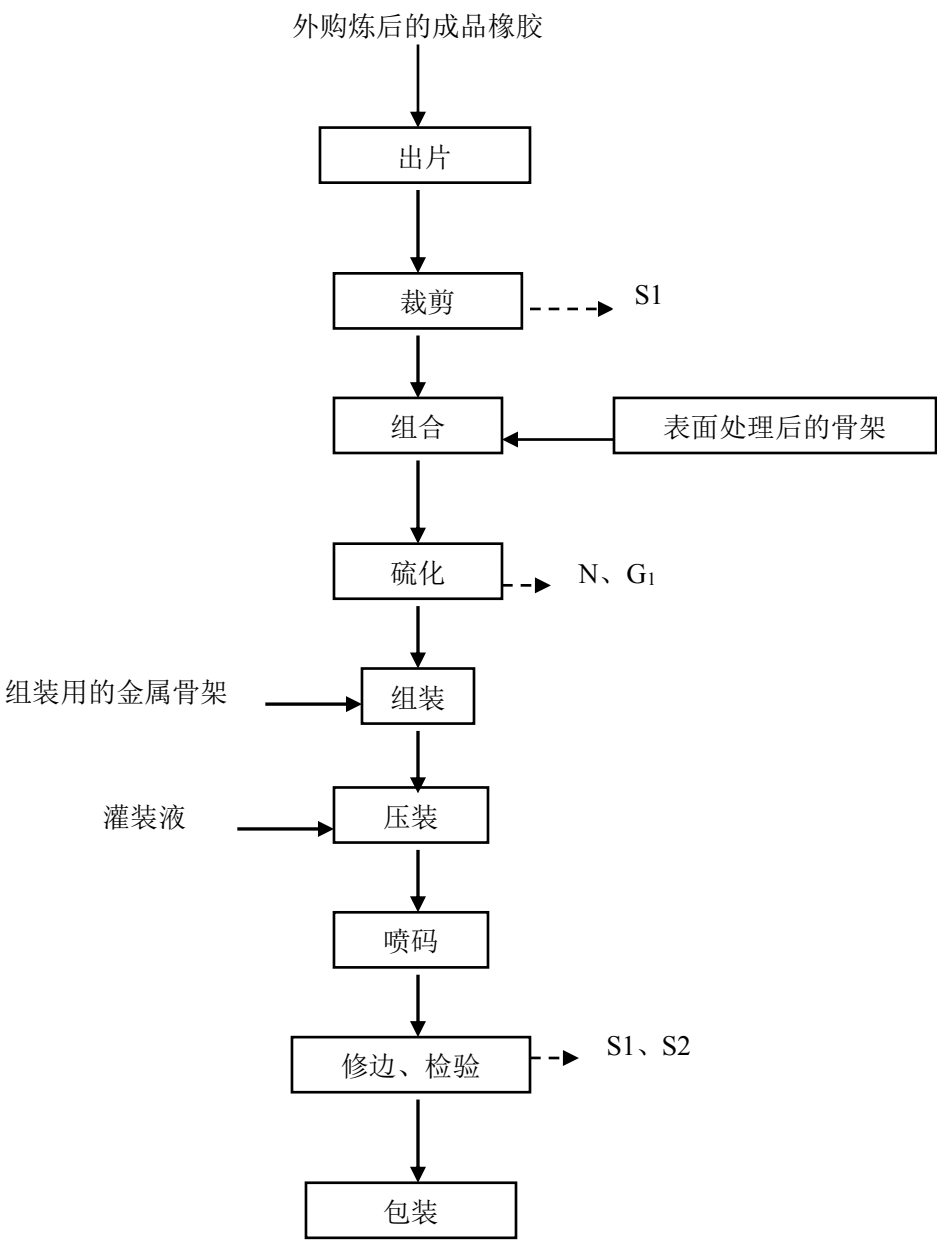 外购炼后的成品橡胶
出片
裁剪
S1
组合
表面处理后的骨架
硫化
N、G₁
组装用的金属骨架
组装
灌装液
压装
喷码
修边、检验
S1、S2
包装